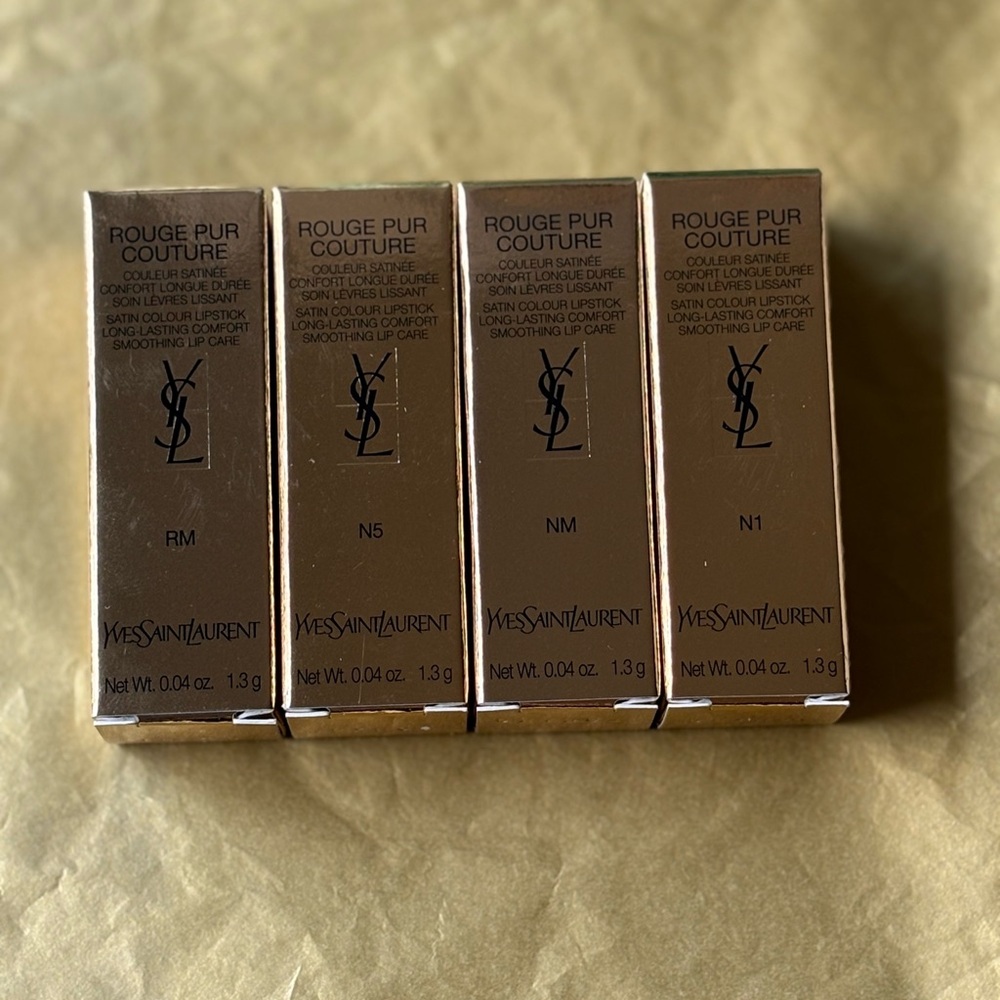 ROUGE PUR
COUTURE
COULEUR SATINÉE
CONFORT LONGUE DURÉE
SOIN LÈVRES LISSANT
SATIN COLOUR LIPSTICK
LONG-LASTING COMFORT
SMOOTHING LIP CARE
YSL
RM
YVESSAINTLAURENT
Net Wt. 0.04 oz. 1.3 g
ROUGE PUR
COUTURE
COULEUR SATINÉE
CONFORT LONGUE DURÉE
SOIN LÈVRES LISSANT
SATIN COLOUR LIPSTICK
LONG-LASTING COMFORT
SMOOTHING LIP CARE
YSL
N5
YVESSAINTLAURENT
Net Wt. 0.04 oz. 1.3 g
ROUGE PUR
COUTURE
COULEUR SATINÉE
CONFORT LONGUE DURÉE
SOIN LÈVRES LISSANT
SATIN COLOUR LIPSTICK
LONG-LASTING COMFORT
SMOOTHING LIP CARE
YSL
NM
YVESSAINTLAURENT
Net Wt. 0.04 oz. 1.3 g
ROUGE PUR
COUTURE
COULEUR SATINÉE
CONFORT LONGUE DURÉE
SOIN LÈVRES LISSANT
SATIN COLOUR LIPSTICK
LONG-LASTING COMFORT
SMOOTHING LIP CARE
YSL
N1
YVESSAINTLAURENT
Net Wt. 0.04 oz. 1.3 g